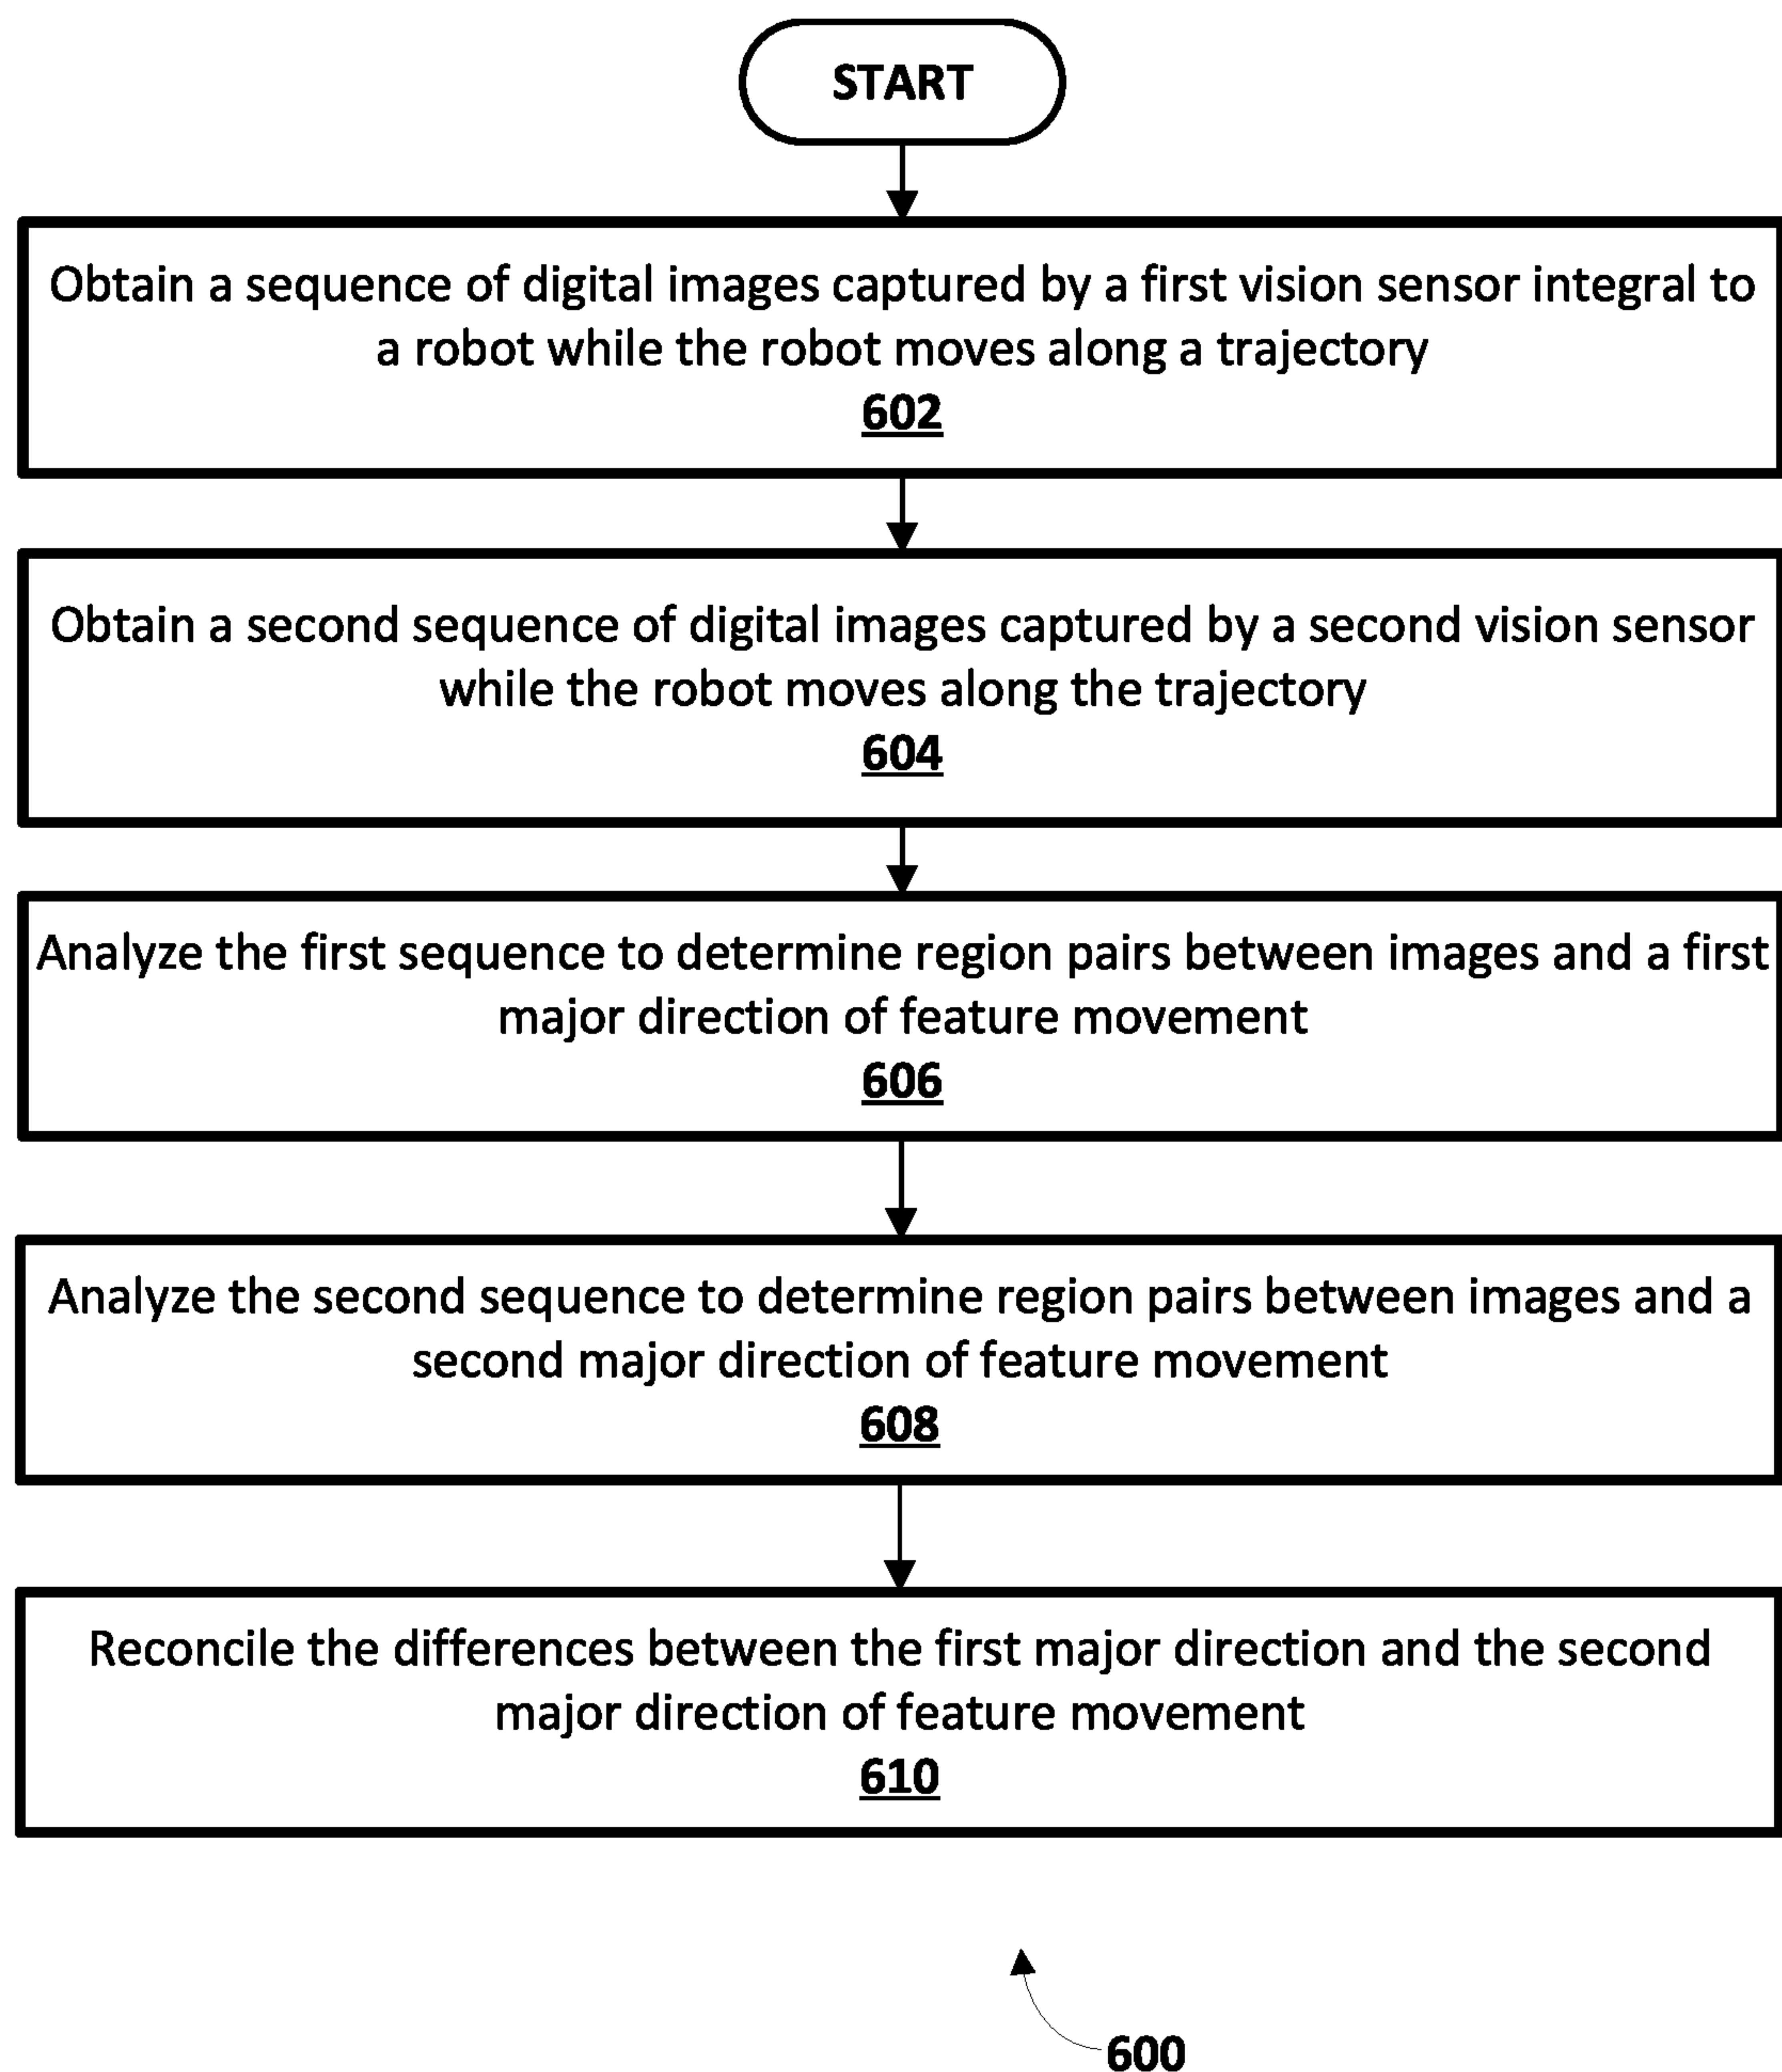 START
Obtain a sequence of digital images captured by a first vision sensor integral to
a robot while the robot moves along a trajectory
602
Obtain a second sequence of digital images captured by a second vision sensor
while the robot moves along the trajectory
604
Analyze the first sequence to determine region pairs between images and a first
major direction of feature movement
606
Analyze the second sequence to determine region pairs between images and a
second major direction of feature movement
608
Reconcile the differences between the first major direction and the second
major direction of feature movement
610
600